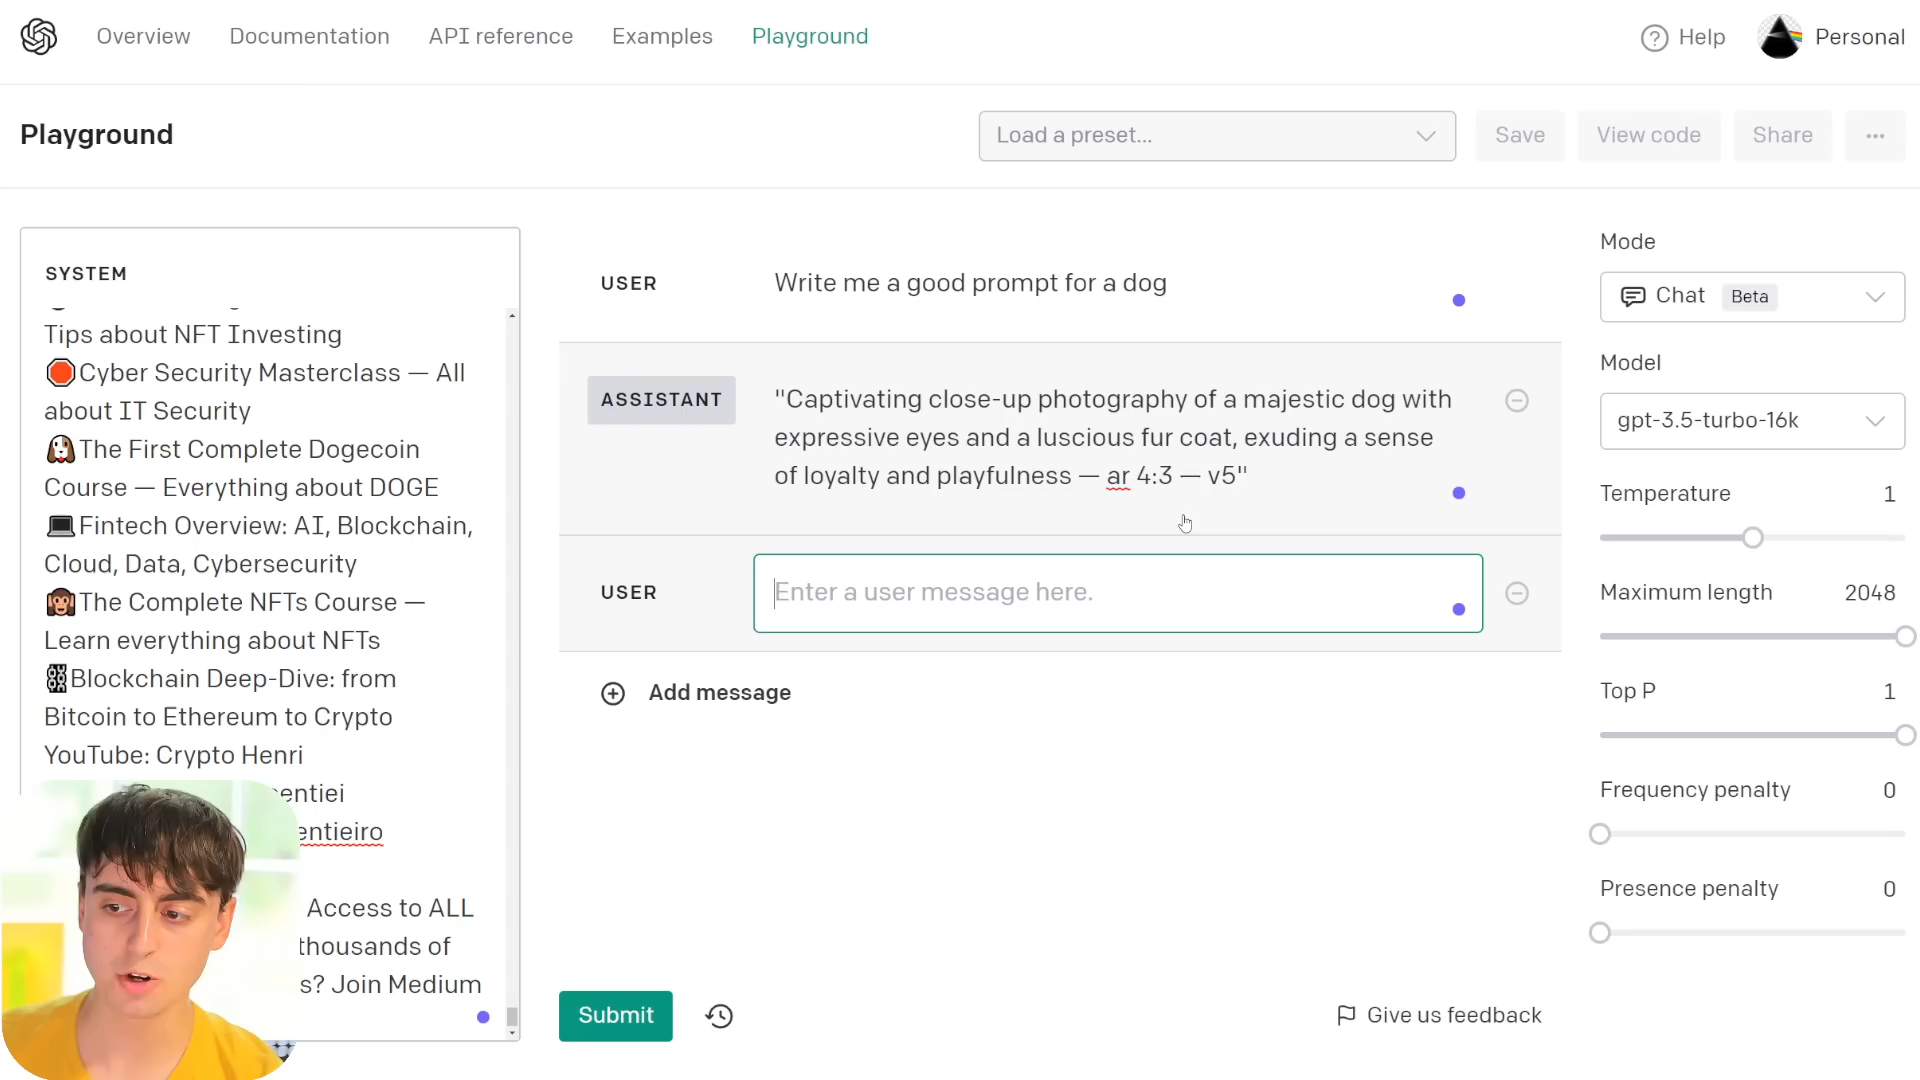 Overview
Documentation
API reference
Examples
Playground
Help
Personal
Playground
Load a preset...
Save
View code
Share
SYSTEM
Tips about NFT Investing
Cyber Security Masterclass — All
about IT Security
The First Complete Dogecoin
Course — Everything about DOGE
Fintech Overview: AI, Blockchain,
Cloud, Data, Cybersecurity
The Complete NFTs Course —
Learn everything about NFTs
Blockchain Deep-Dive: from
Bitcoin to Ethereum to Crypto
YouTube: Crypto Henri
Access to ALL
thousands of
Join Medium
USER
Write me a good prompt for a dog
ASSISTANT
"Captivating close-up photography of a majestic dog with
expressive eyes and a luscious fur coat, exuding a sense
of loyalty and playfulness — ar 4:3 — v5"
USER
Enter a user message here.
Add message
Submit
Give us feedback
Mode
Chat
Beta
Model
gpt-3.5-turbo-16k
Temperature 1
Maximum length 2048
Top P 1
Frequency penalty 0
Presence penalty 0